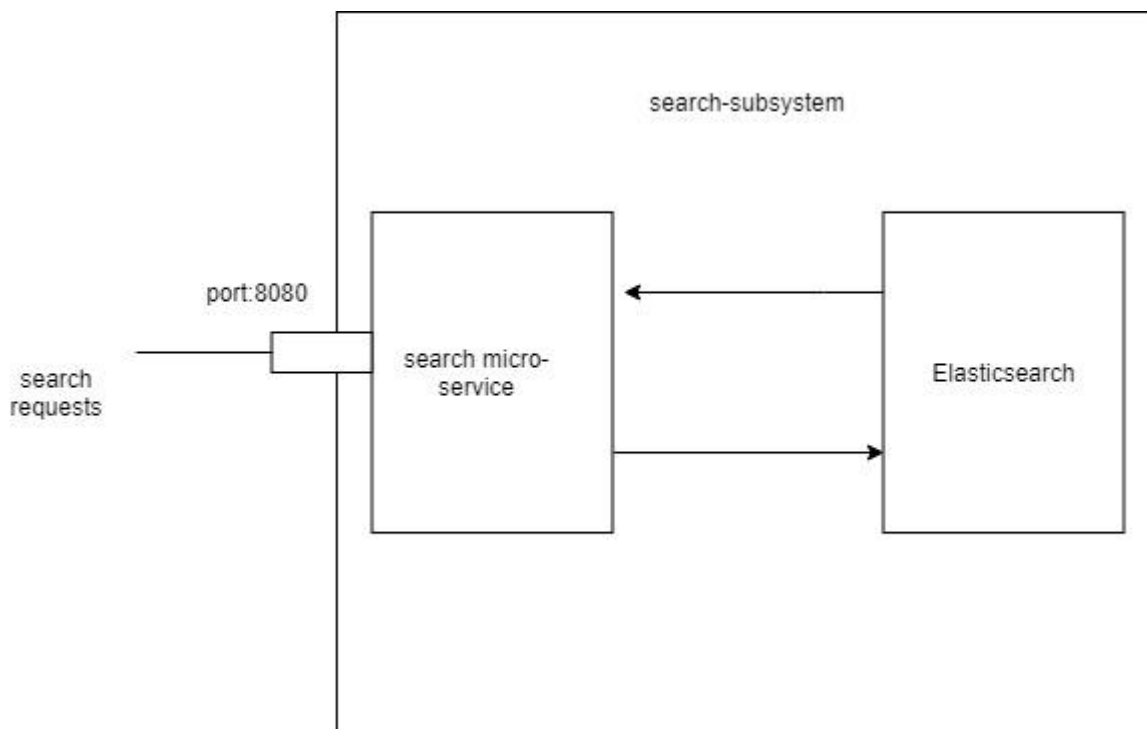 search-subsystem
port:8080
search
requests
search micro-
service
Elasticsearch